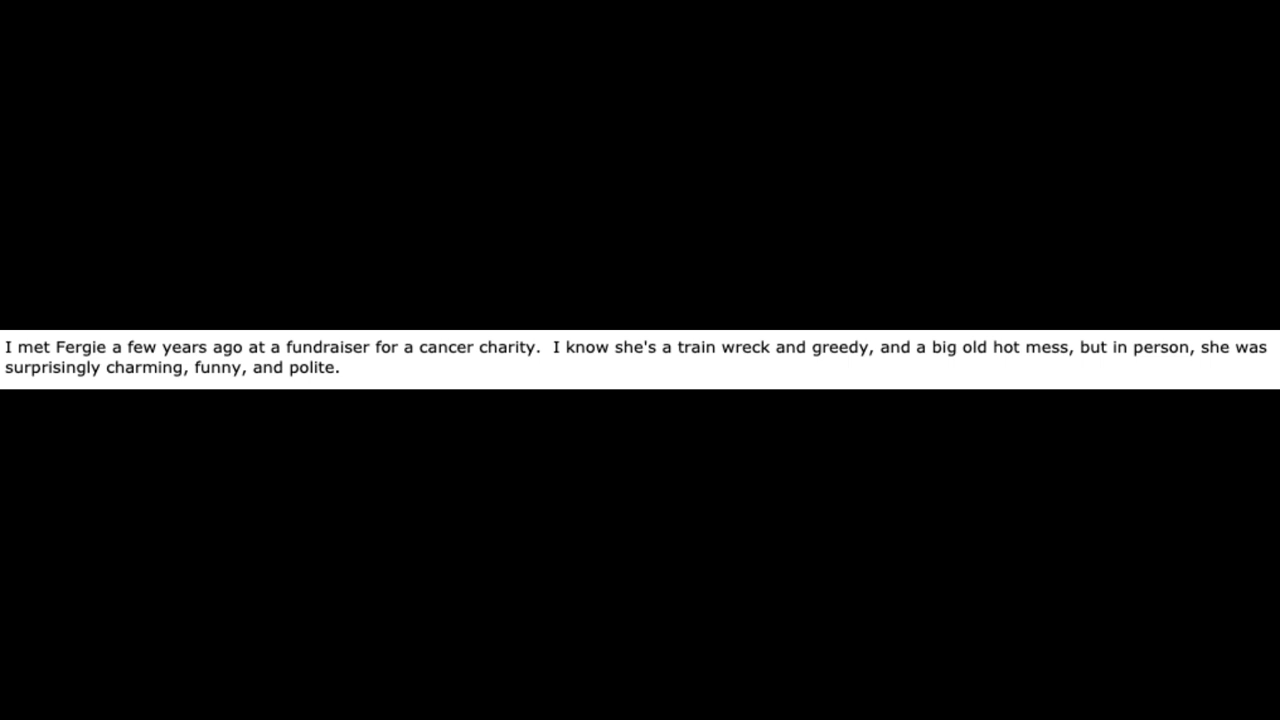 I met Fergie a few years ago at a fundraiser for a cancer charity.  I know she's a train wreck and greedy, and a big old hot mess, but in person, she was
surprisingly charming, funny, and polite.